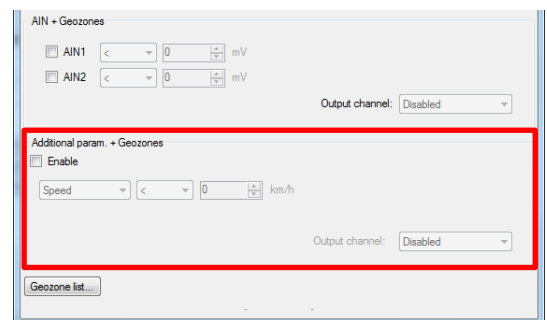 AIN + Geozones
AIN1 < 0 mV
AIN2 < 0 mV
Output channel: Disabled
Additional param. + Geozones
Enable
Speed < 0 km/h
Output channel: Disabled
Geozone list...